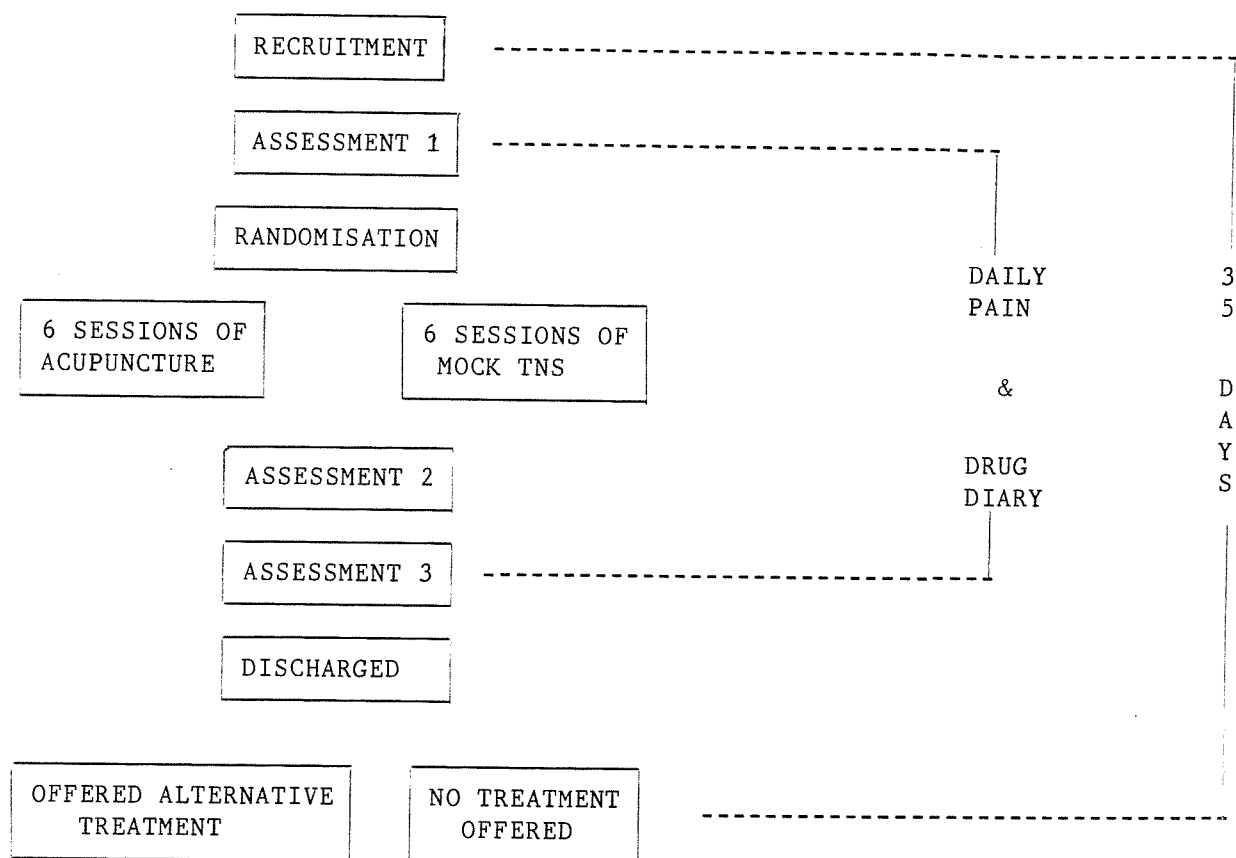 RECRUITMENT
ASSESSMENT 1
RANDOMISATION
6 SESSIONS OF
ACUPUNCTURE
6 SESSIONS OF
MOCK TNS
ASSESSMENT 2
ASSESSMENT 3
DISCHARGED
OFFERED ALTERNATIVE
TREATMENT
NO TREATMENT
OFFERED
DAILY
PAIN
&
DRUG
DIARY
3
5
D
A
Y
S